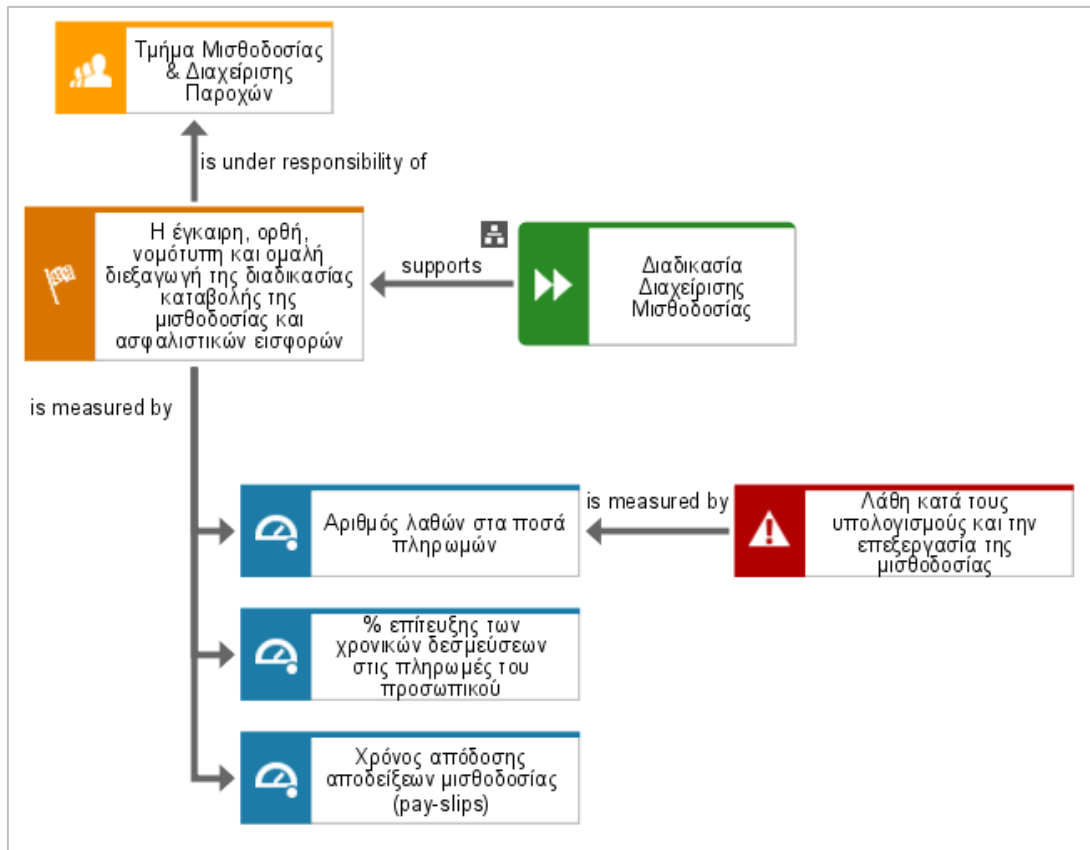 Τμήμα Μισθοδοσίας
& Διαχείρισης
Παροχών
is under responsibility of
Η έγκαιρη, ορθή,
νομότυπη και ομαλή
διεξαγωγή της διαδικασίας
καταβολής της
μισθοδοσίας και
ασφαλιστικών εισφορών
supports
Διαδικασία
Διαχείρισης
Μισθοδοσίας
is measured by
Αριθμός λαθών στα ποσά
πληρωμών
is measured by
Λάθη κατά τους
υπολογισμούς και την
επεξεργασία της
μισθοδοσίας
% επίτευξης των
χρονικών δεσμεύσεων
στις πληρωμές του
προσωπικού
Χρόνος απόδοσης
αποδείξεων μισθοδοσίας
(pay-slips)